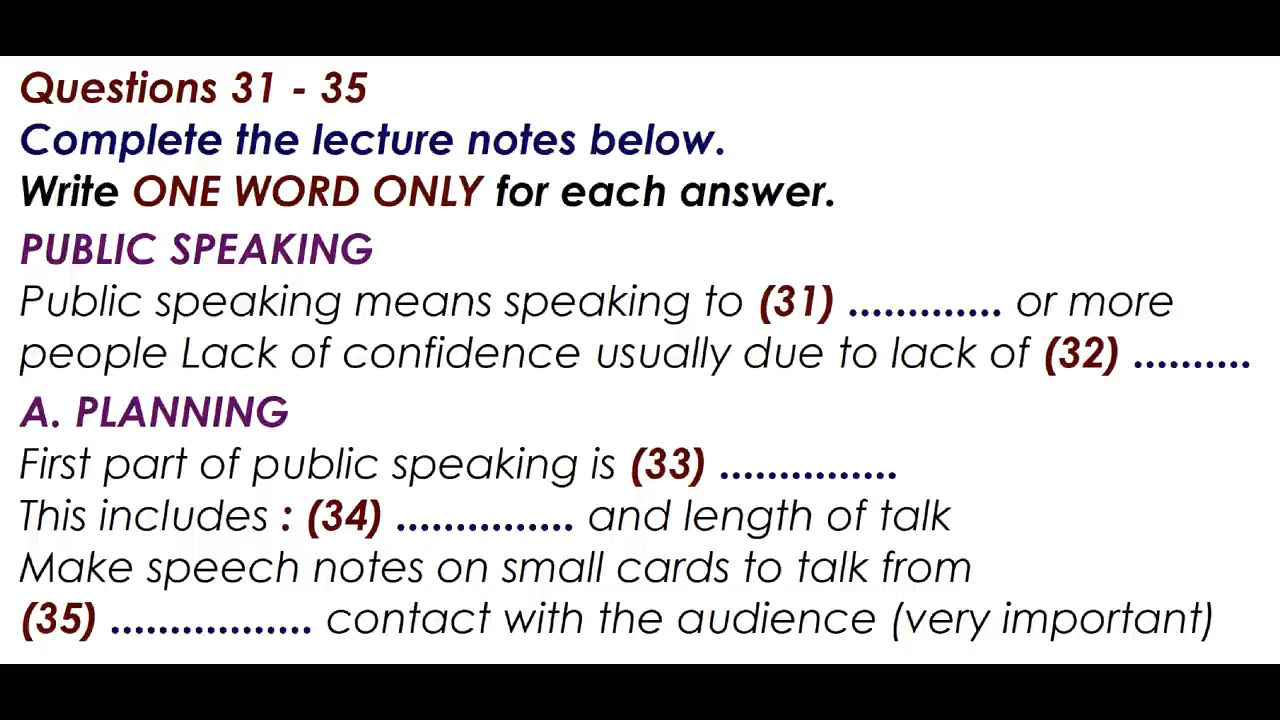 Questions 31 - 35
Complete the lecture notes below.
Write ONE WORD ONLY for each answer.
PUBLIC SPEAKING
Public speaking means speaking to (31) ............. or more
people Lack of confidence usually due to lack of (32) ..........
A. PLANNING
First part of public speaking is (33) ...............
This includes : (34) ............... and length of talk
Make speech notes on small cards to talk from
(35) ................. contact with the audience (very important)